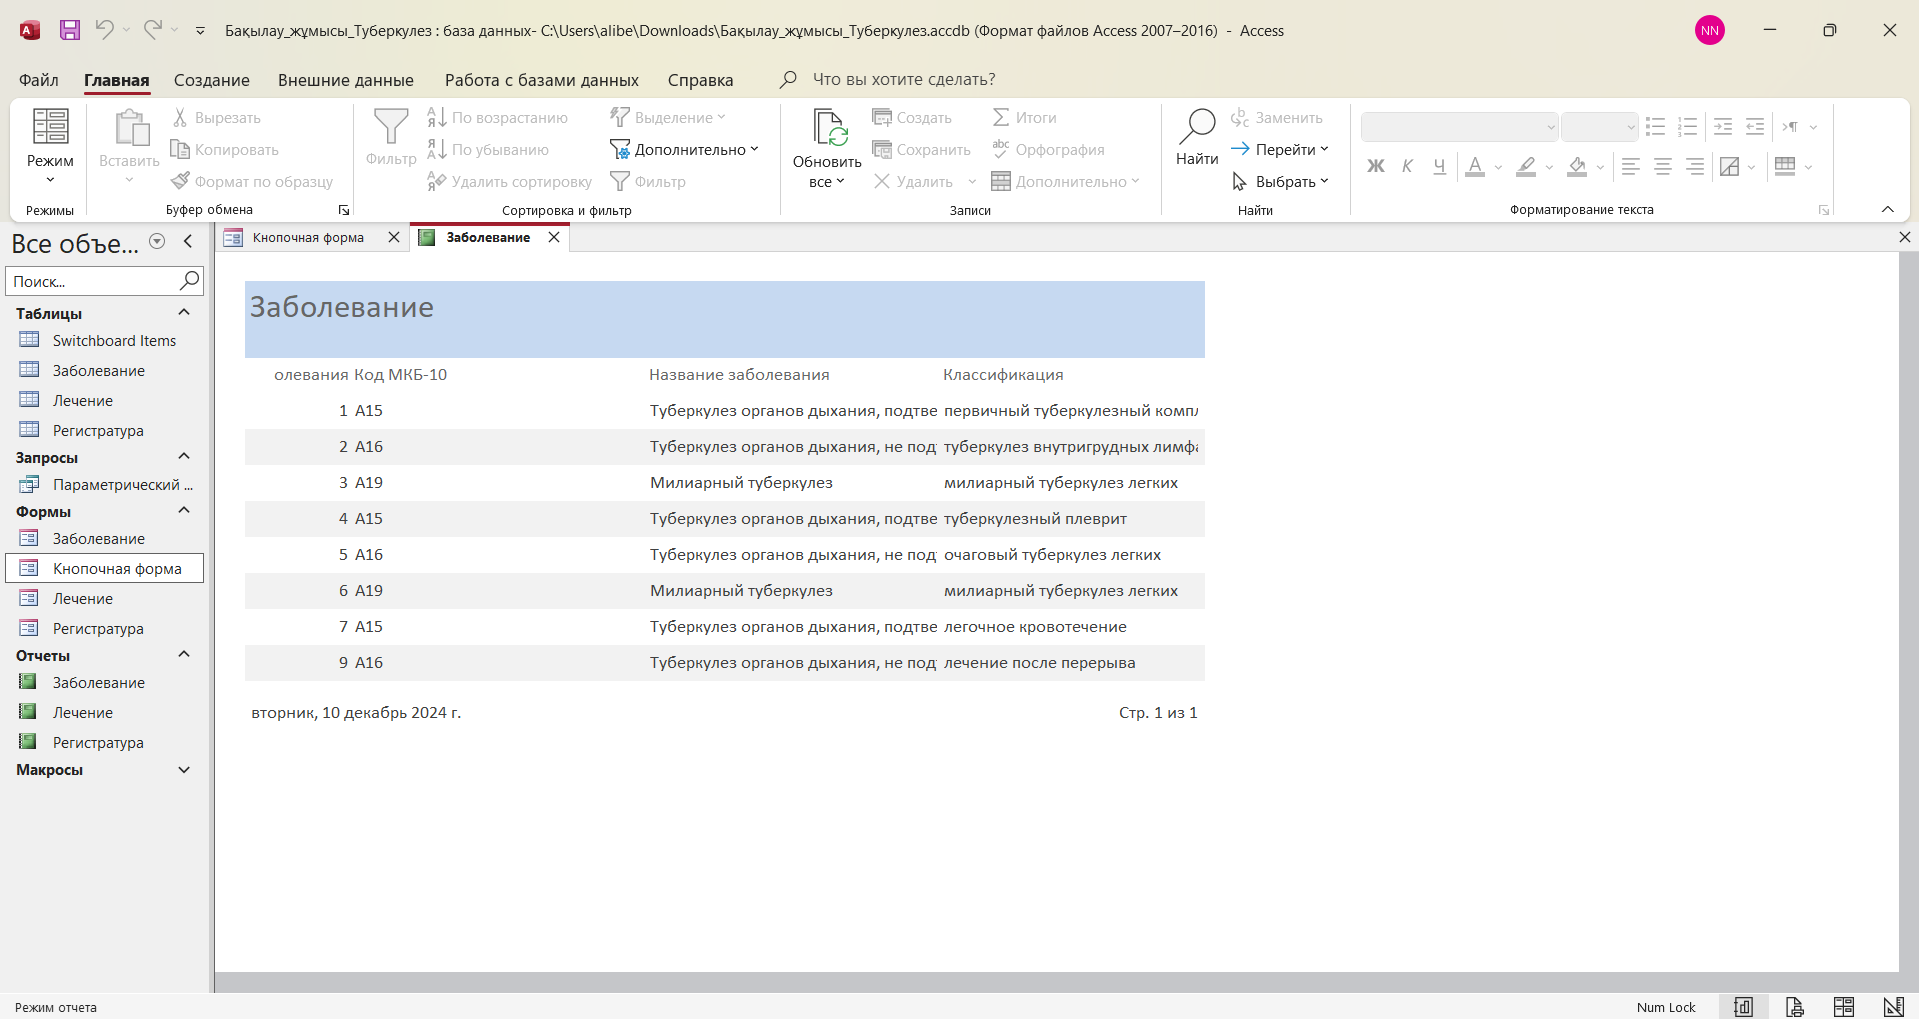 Бақылау_жұмысы_Туберкулез : база данных- C:\Users\alibe\Downloads\Бақылау_жұмысы_Туберкулез.accdb (Формат файлов Access 2007–2016) - Access
NN
Файл Главная Создание Внешние данные Работа с базами данных Справка Что вы хотите сделать?
Режим
Режимы
Вставить
Вырезать
Копировать
Формат по образцу
Буфер обмена
Фильтр
По возрастанию
По убыванию
Удалить сортировку
Выделение
Дополнительно
Фильтр
Сортировка и фильтр
Обновить
все
Создать
Сохранить
Удалить
Итоги
Орфография
Дополнительно
Записи
Найти
Заменить
Перейти
Выбрать
Найти
Ж К Ч А
Форматирование текста
Все объе...
Поиск...
Таблицы
Switchboard Items
Заболевание
Лечение
Регистратура
Запросы
Параметрический ...
Формы
Заболевание
Кнопочная форма
Лечение
Регистратура
Отчеты
Заболевание
Лечение
Регистратура
Макросы
Кнопочная форма Заболевание
Заболевание
олевания Код МКБ-10 Название заболевания Классификация
1 А15 Туберкулез органов дыхания, подтве первичный туберкулезный компл
2 А16 Туберкулез органов дыхания, не под туберкулез внутригрудных лимфа
3 А19 Милиарный туберкулез милиарный туберкулез легких
4 А15 Туберкулез органов дыхания, подтве туберкулезный плеврит
5 А16 Туберкулез органов дыхания, не под очаговый туберкулез легких
6 А19 Милиарный туберкулез милиарный туберкулез легких
7 А15 Туберкулез органов дыхания, подтве легочное кровотечение
9 А16 Туберкулез органов дыхания, не под лечение после перерыва
вторник, 10 декабрь 2024 г. Стр. 1 из 1
Режим отчета Num Lock